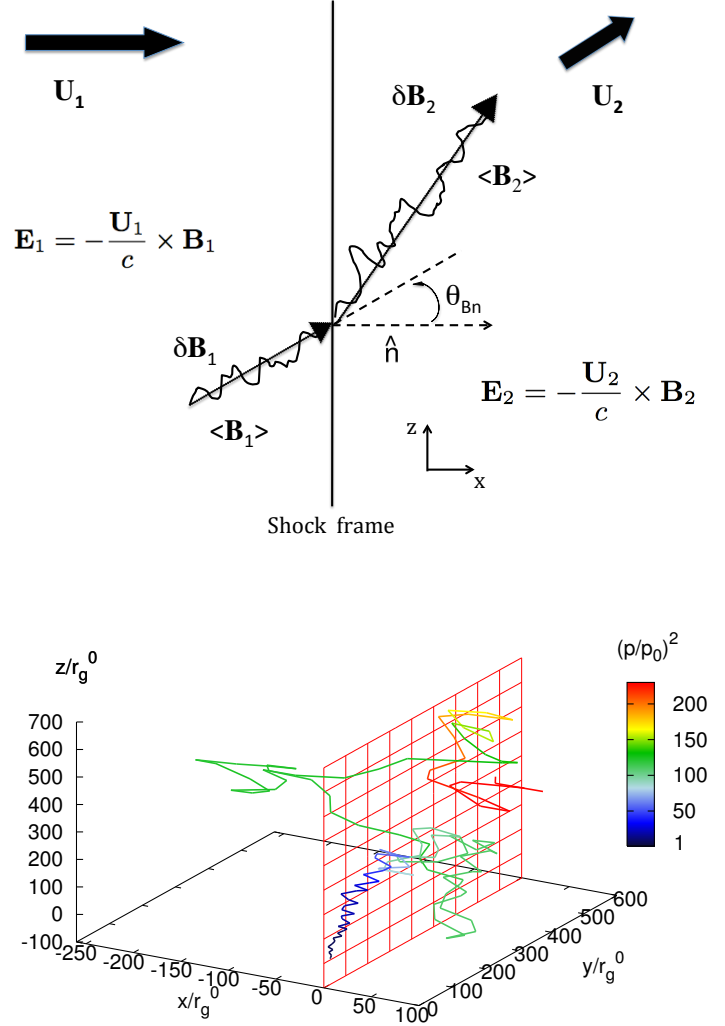 U₁
U₂
δB₂
<B₂>
E₁ = − U₁/c × B₁
θBn
n̂
δB₁
<B₁>
E₂ = − U₂/c × B₂
z
x
Shock frame
(p/p₀)²
z/rg⁰
700
600
500
400
300
200
100
0
-100
200
150
100
50
1
-250
-200
-150
-100
-50
0
50
100
x/rg⁰
0
100
200
300
400
500
600
y/rg⁰